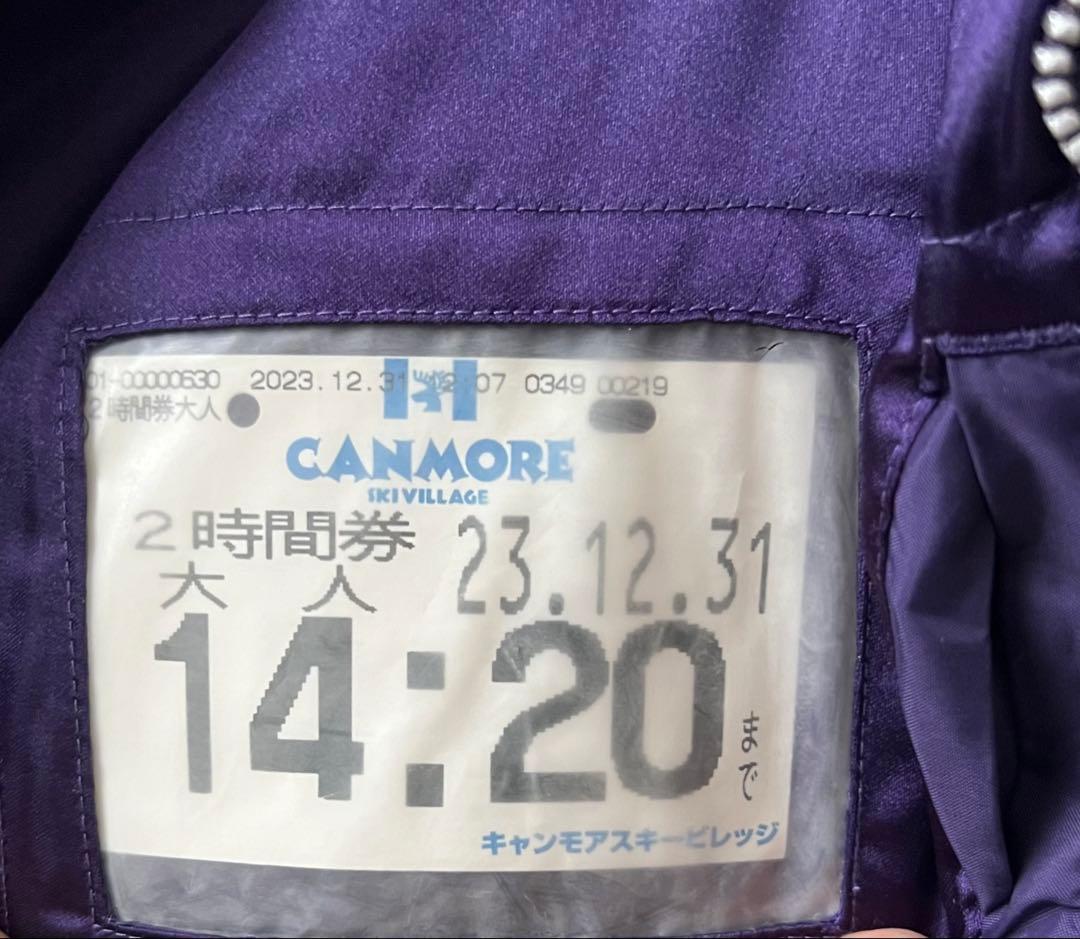 01-00000630 2023.12.31 12:07 0349 00219
2時間券大人
CANMORE
SKI VILLAGE
2時間券 23.12.31
大人
14:20まで
キャンモアスキービレッジ